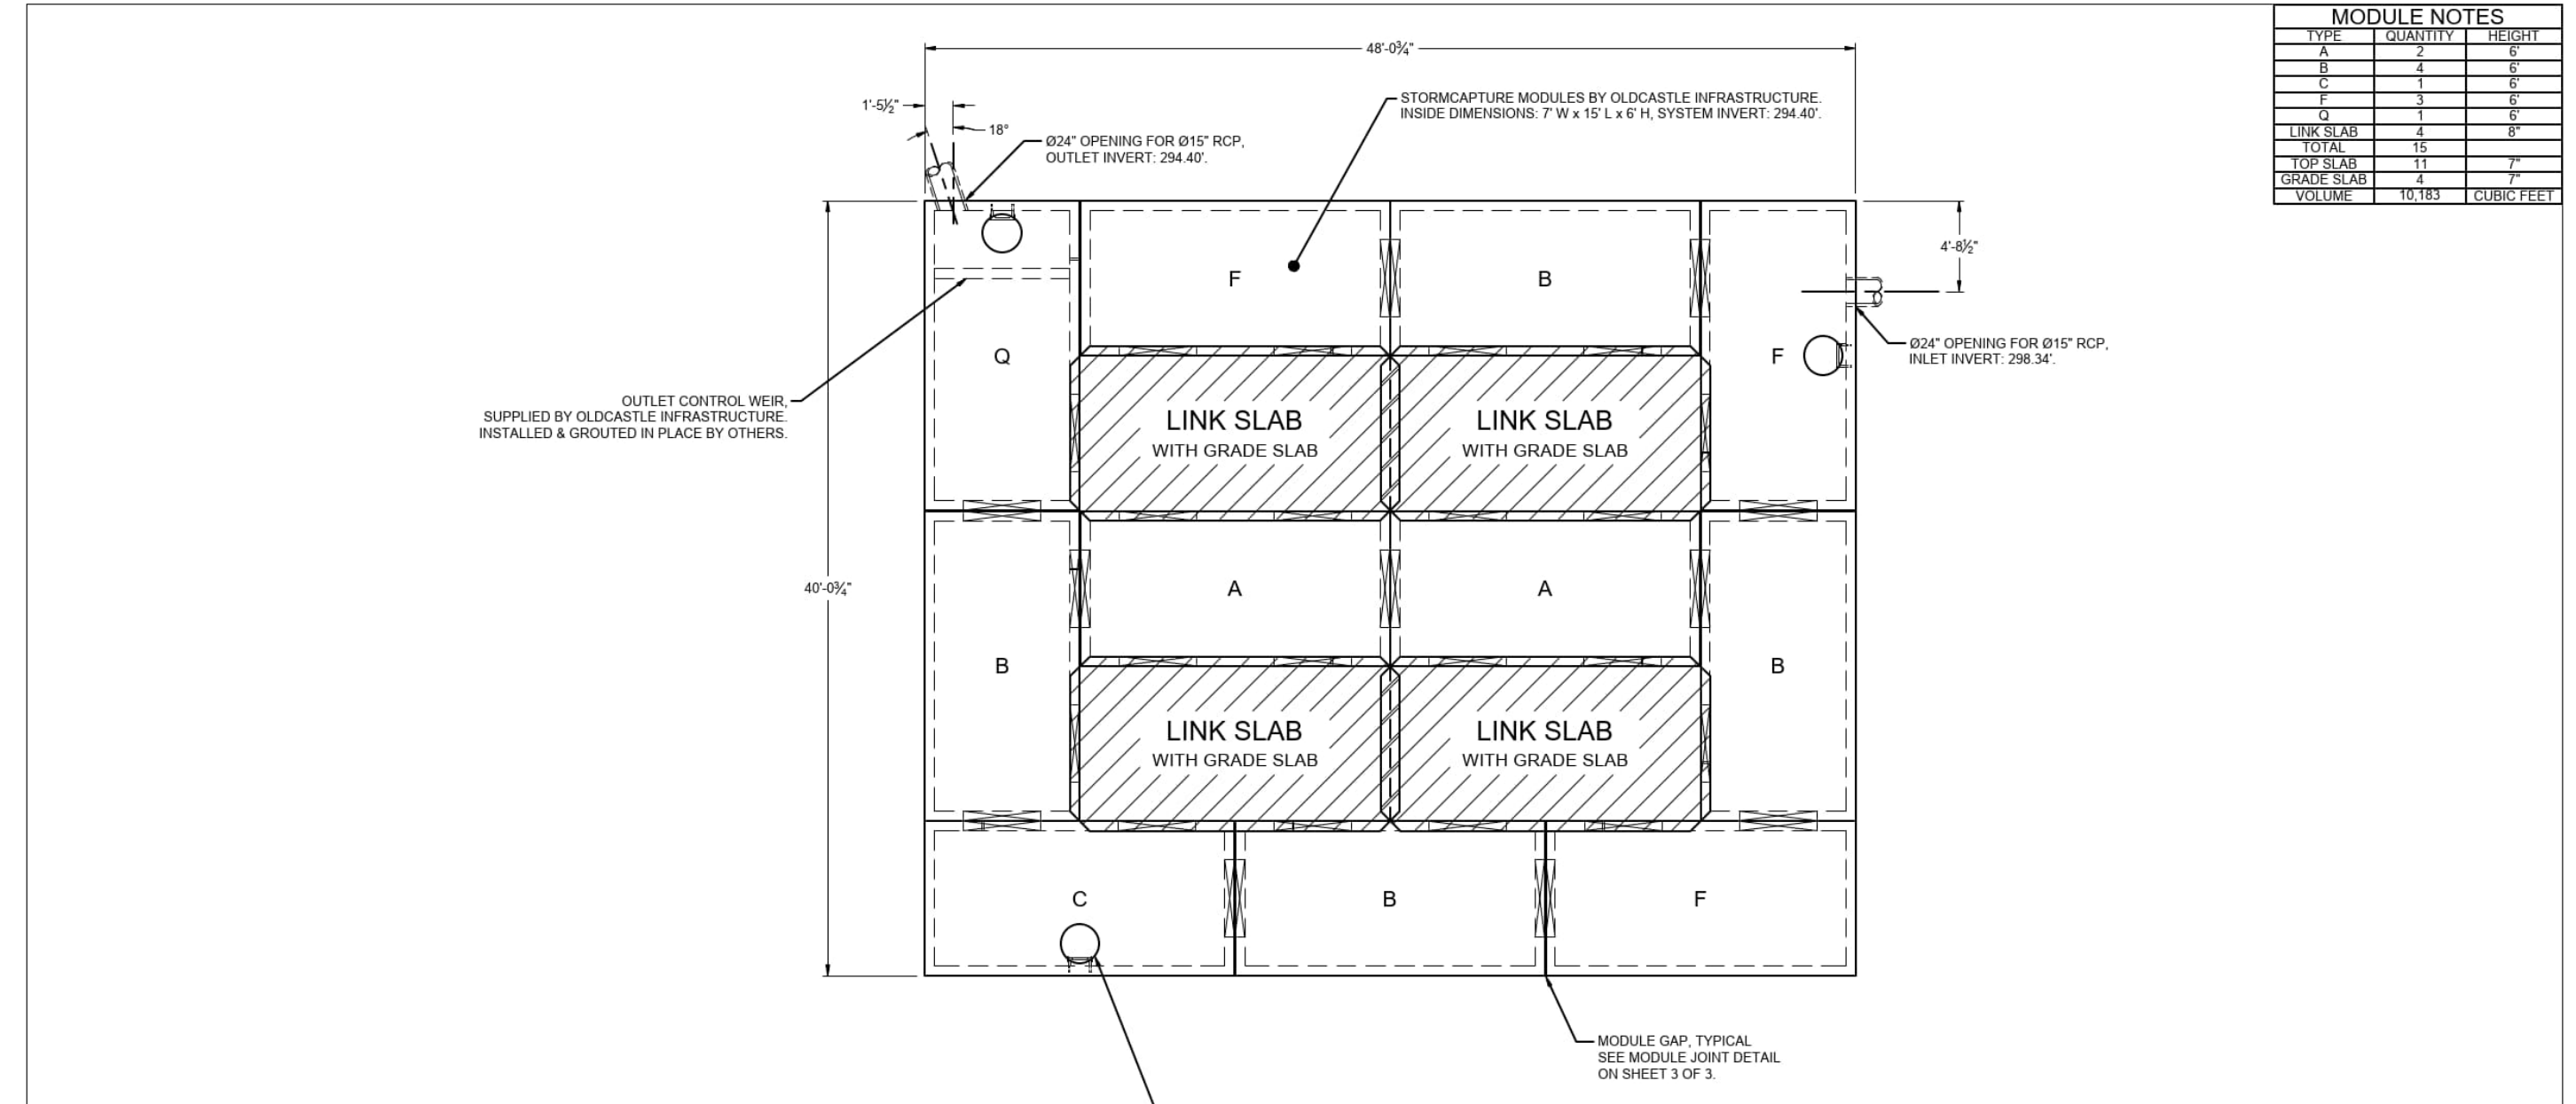 MODULE NOTES
TYPE QUANTITY HEIGHT
A 2 6'
B 4 6'
C 1 6'
F 3 6'
Q 1 6'
LINK SLAB 4 8"
TOTAL 15
TOP SLAB 11 7"
GRADE SLAB 4 7"
VOLUME 10,183 CUBIC FEET
48'-0¾"
1'-5½"
18°
STORMCAPTURE MODULES BY OLDCASTLE INFRASTRUCTURE.
INSIDE DIMENSIONS: 7' W x 15' L x 6' H, SYSTEM INVERT: 294.40'.
Ø24" OPENING FOR Ø15" RCP,
OUTLET INVERT: 294.40'.
4'-8½"
F
B
Q
F
Ø24" OPENING FOR Ø15" RCP,
INLET INVERT: 298.34'.
OUTLET CONTROL WEIR,
SUPPLIED BY OLDCASTLE INFRASTRUCTURE.
INSTALLED & GROUTED IN PLACE BY OTHERS.
LINK SLAB
WITH GRADE SLAB
LINK SLAB
WITH GRADE SLAB
40'-0¾"
A
A
B
B
LINK SLAB
WITH GRADE SLAB
LINK SLAB
WITH GRADE SLAB
C
B
F
MODULE GAP, TYPICAL
SEE MODULE JOINT DETAIL
ON SHEET 3 OF 3.